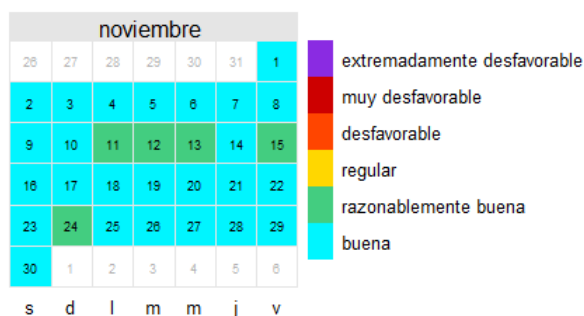 noviembre
26 27 28 29 30 31 1
2 3 4 5 6 7 8
9 10 11 12 13 14 15
16 17 18 19 20 21 22
23 24 25 26 27 28 29
30 1 2 3 4 5 6
s d l m m j v
extremadamente desfavorable
muy desfavorable
desfavorable
regular
razonablemente buena
buena